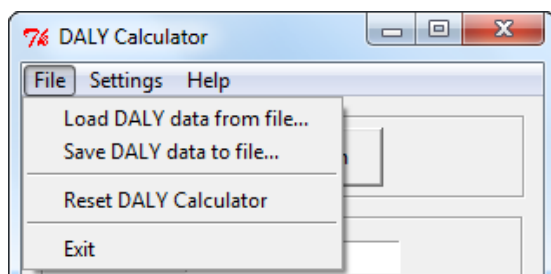 DALY Calculator
File Settings Help
Load DALY data from file...
Save DALY data to file...
Reset DALY Calculator
Exit